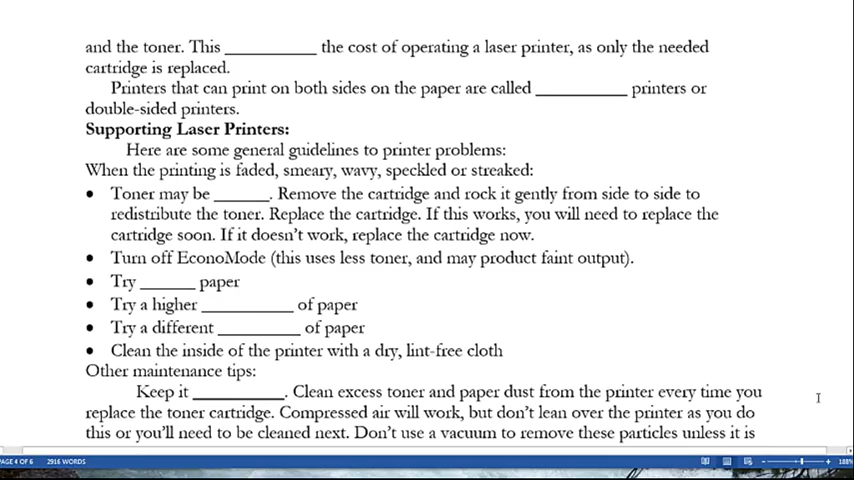 and the toner. This __________ the cost of operating a laser printer, as only the needed
cartridge is replaced.
Printers that can print on both sides on the paper are called __________ printers or
double-sided printers.
Supporting Laser Printers:
Here are some general guidelines to printer problems:
When the printing is faded, smeary, wavy, speckled or streaked:
• Toner may be ______. Remove the cartridge and rock it gently from side to side to
redistribute the toner. Replace the cartridge. If this works, you will need to replace the
cartridge soon. If it doesn't work, replace the cartridge now.
• Turn off EconoMode (this uses less toner, and may product faint output).
• Try ______ paper
• Try a higher __________ of paper
• Try a different _________ of paper
• Clean the inside of the printer with a dry, lint-free cloth
Other maintenance tips:
Keep it __________. Clean excess toner and paper dust from the printer every time you
replace the toner cartridge. Compressed air will work, but don't lean over the printer as you do
this or you'll need to be cleaned next. Don't use a vacuum to remove these particles unless it is
PAGE 4 OF 6 2916 WORDS 188%